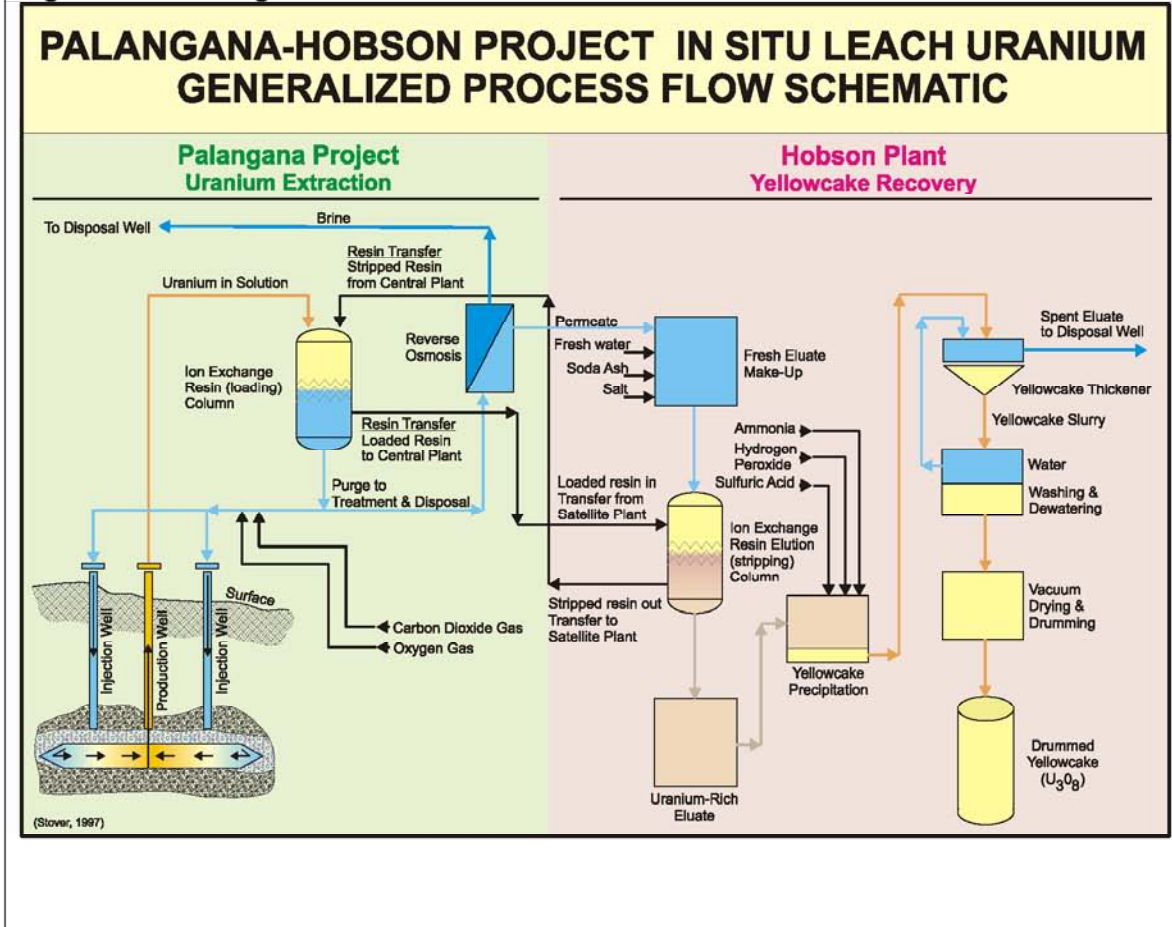 PALANGANA-HOBSON PROJECT IN SITU LEACH URANIUM
GENERALIZED PROCESS FLOW SCHEMATIC
Palangana Project
Uranium Extraction
Hobson Plant
Yellowcake Recovery
To Disposal Well
Brine
Resin Transfer
Stripped Resin
from Central Plant
Uranium in Solution
Reverse
Osmosis
Ion Exchange
Resin (loading)
Column
Resin Transfer
Loaded Resin
to Central Plant
Purge to
Treatment & Disposal
Surface
Injection Well
Production Well
Injection Well
Carbon Dioxide Gas
Oxygen Gas
(Stover, 1997)
Permeate
Fresh water
Soda Ash
Salt
Fresh Eluate
Make-Up
Ammonia
Hydrogen
Peroxide
Sulfuric Acid
Loaded resin in
Transfer from
Satellite Plant
Ion Exchange
Resin Elution
(stripping)
Column
Stripped resin out
Transfer to
Satellite Plant
Uranium-Rich
Eluate
Yellowcake
Precipitation
Spent Eluate
to Disposal Well
Yellowcake Thickener
Yellowcake Slurry
Water
Washing &
Dewatering
Vacuum
Drying &
Drumming
Drummed
Yellowcake
(U308)